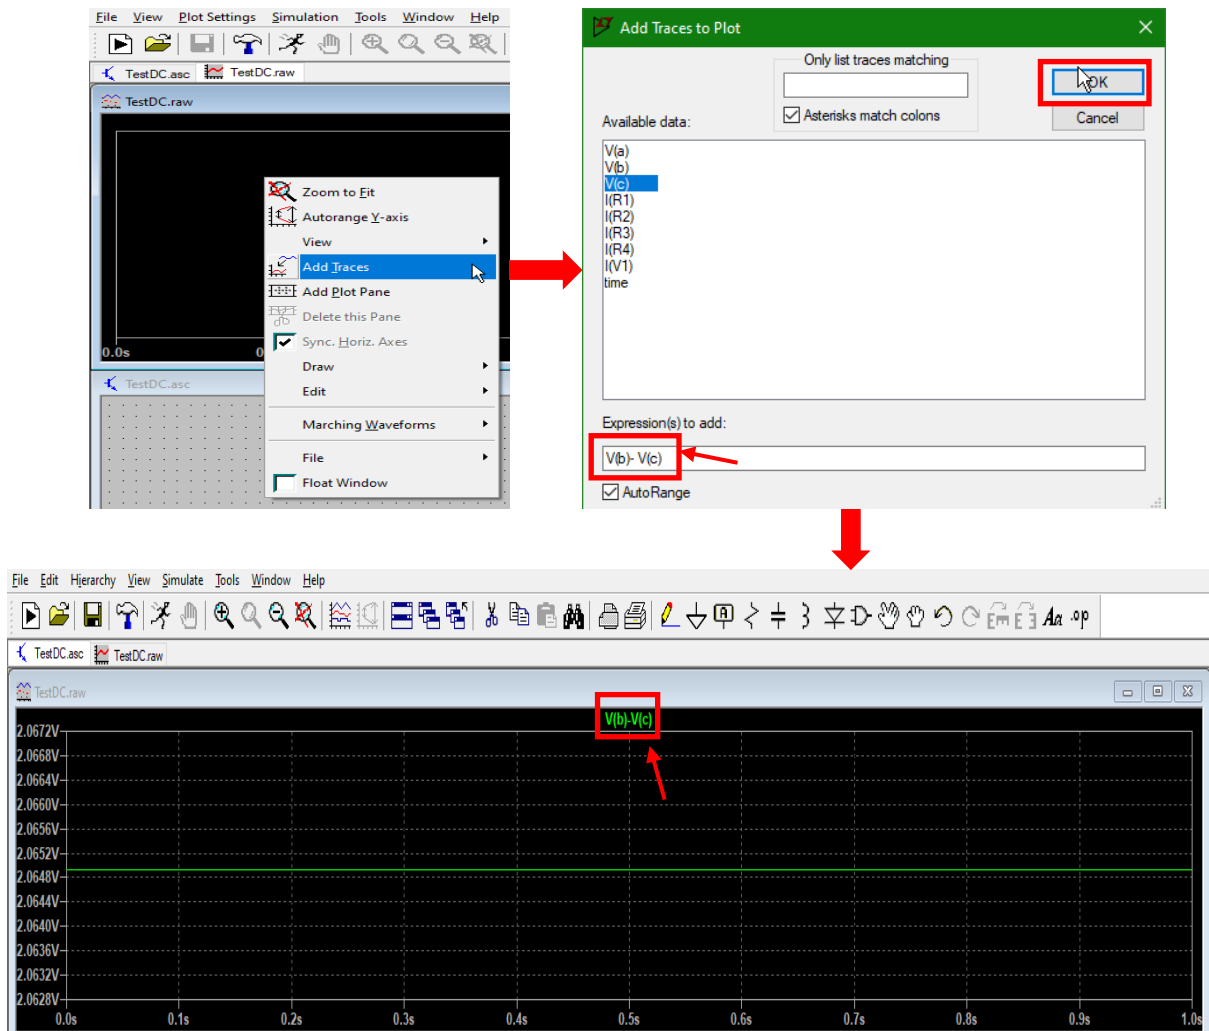 File View Plot Settings Simulation Tools Window Help
TestDC.asc TestDC.raw
TestDC.raw
0.0s 0
Zoom to Fit
Autorange Y-axis
View
Add Traces
Add Plot Pane
Delete this Pane
Sync. Horiz. Axes
Draw
Edit
Marching Waveforms
File
Float Window
TestDC.asc
Add Traces to Plot
Only list traces matching
OK
Asterisks match colons
Cancel
Available data:
V(a)
V(b)
V(c)
I(R1)
I(R2)
I(R3)
I(R4)
I(V1)
time
Expression(s) to add:
V(b)- V(c)
AutoRange
File Edit Hierarchy View Simulate Tools Window Help
A Aa .op
TestDC.asc TestDC.raw
TestDC.raw
V(b)-V(c)
2.0672V
2.0668V
2.0664V
2.0660V
2.0656V
2.0652V
2.0648V
2.0644V
2.0640V
2.0636V
2.0632V
2.0628V
0.0s 0.1s 0.2s 0.3s 0.4s 0.5s 0.6s 0.7s 0.8s 0.9s 1.0s